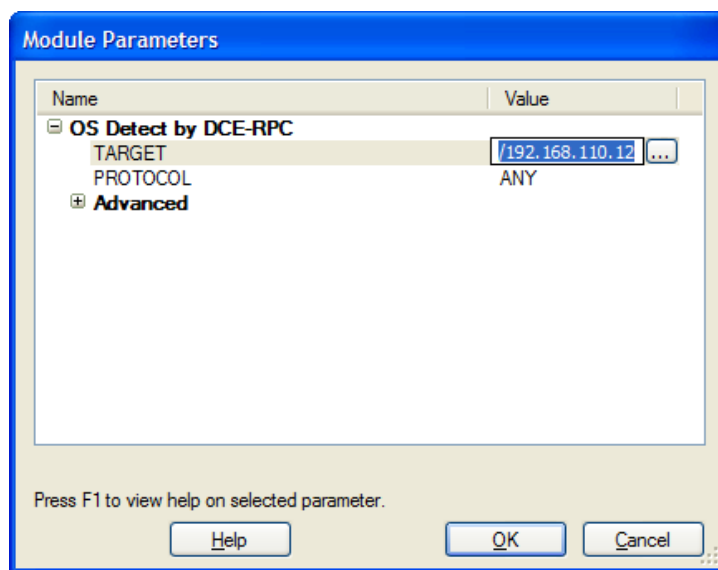 Module Parameters
Name Value
OS Detect by DCE-RPC
TARGET /192.168.110.12 ...
PROTOCOL ANY
Advanced
Press F1 to view help on selected parameter.
Help OK Cancel